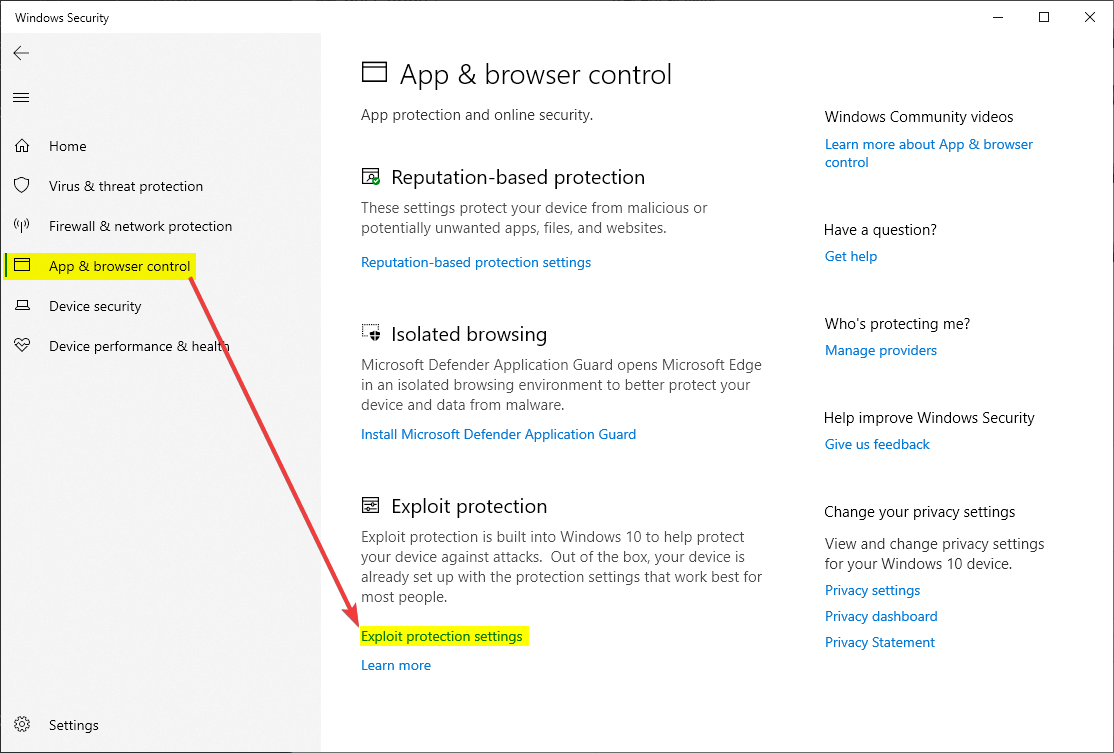 Windows Security
Home
Virus & threat protection
Firewall & network protection
App & browser control
Device security
Device performance & health
Settings
App & browser control
App protection and online security.
Reputation-based protection
These settings protect your device from malicious or
potentially unwanted apps, files, and websites.
Reputation-based protection settings
Isolated browsing
Microsoft Defender Application Guard opens Microsoft Edge
in an isolated browsing environment to better protect your
device and data from malware.
Install Microsoft Defender Application Guard
Exploit protection
Exploit protection is built into Windows 10 to help protect
your device against attacks.  Out of the box, your device is
already set up with the protection settings that work best for
most people.
Exploit protection settings
Learn more
Windows Community videos
Learn more about App & browser
control
Have a question?
Get help
Who's protecting me?
Manage providers
Help improve Windows Security
Give us feedback
Change your privacy settings
View and change privacy settings
for your Windows 10 device.
Privacy settings
Privacy dashboard
Privacy Statement